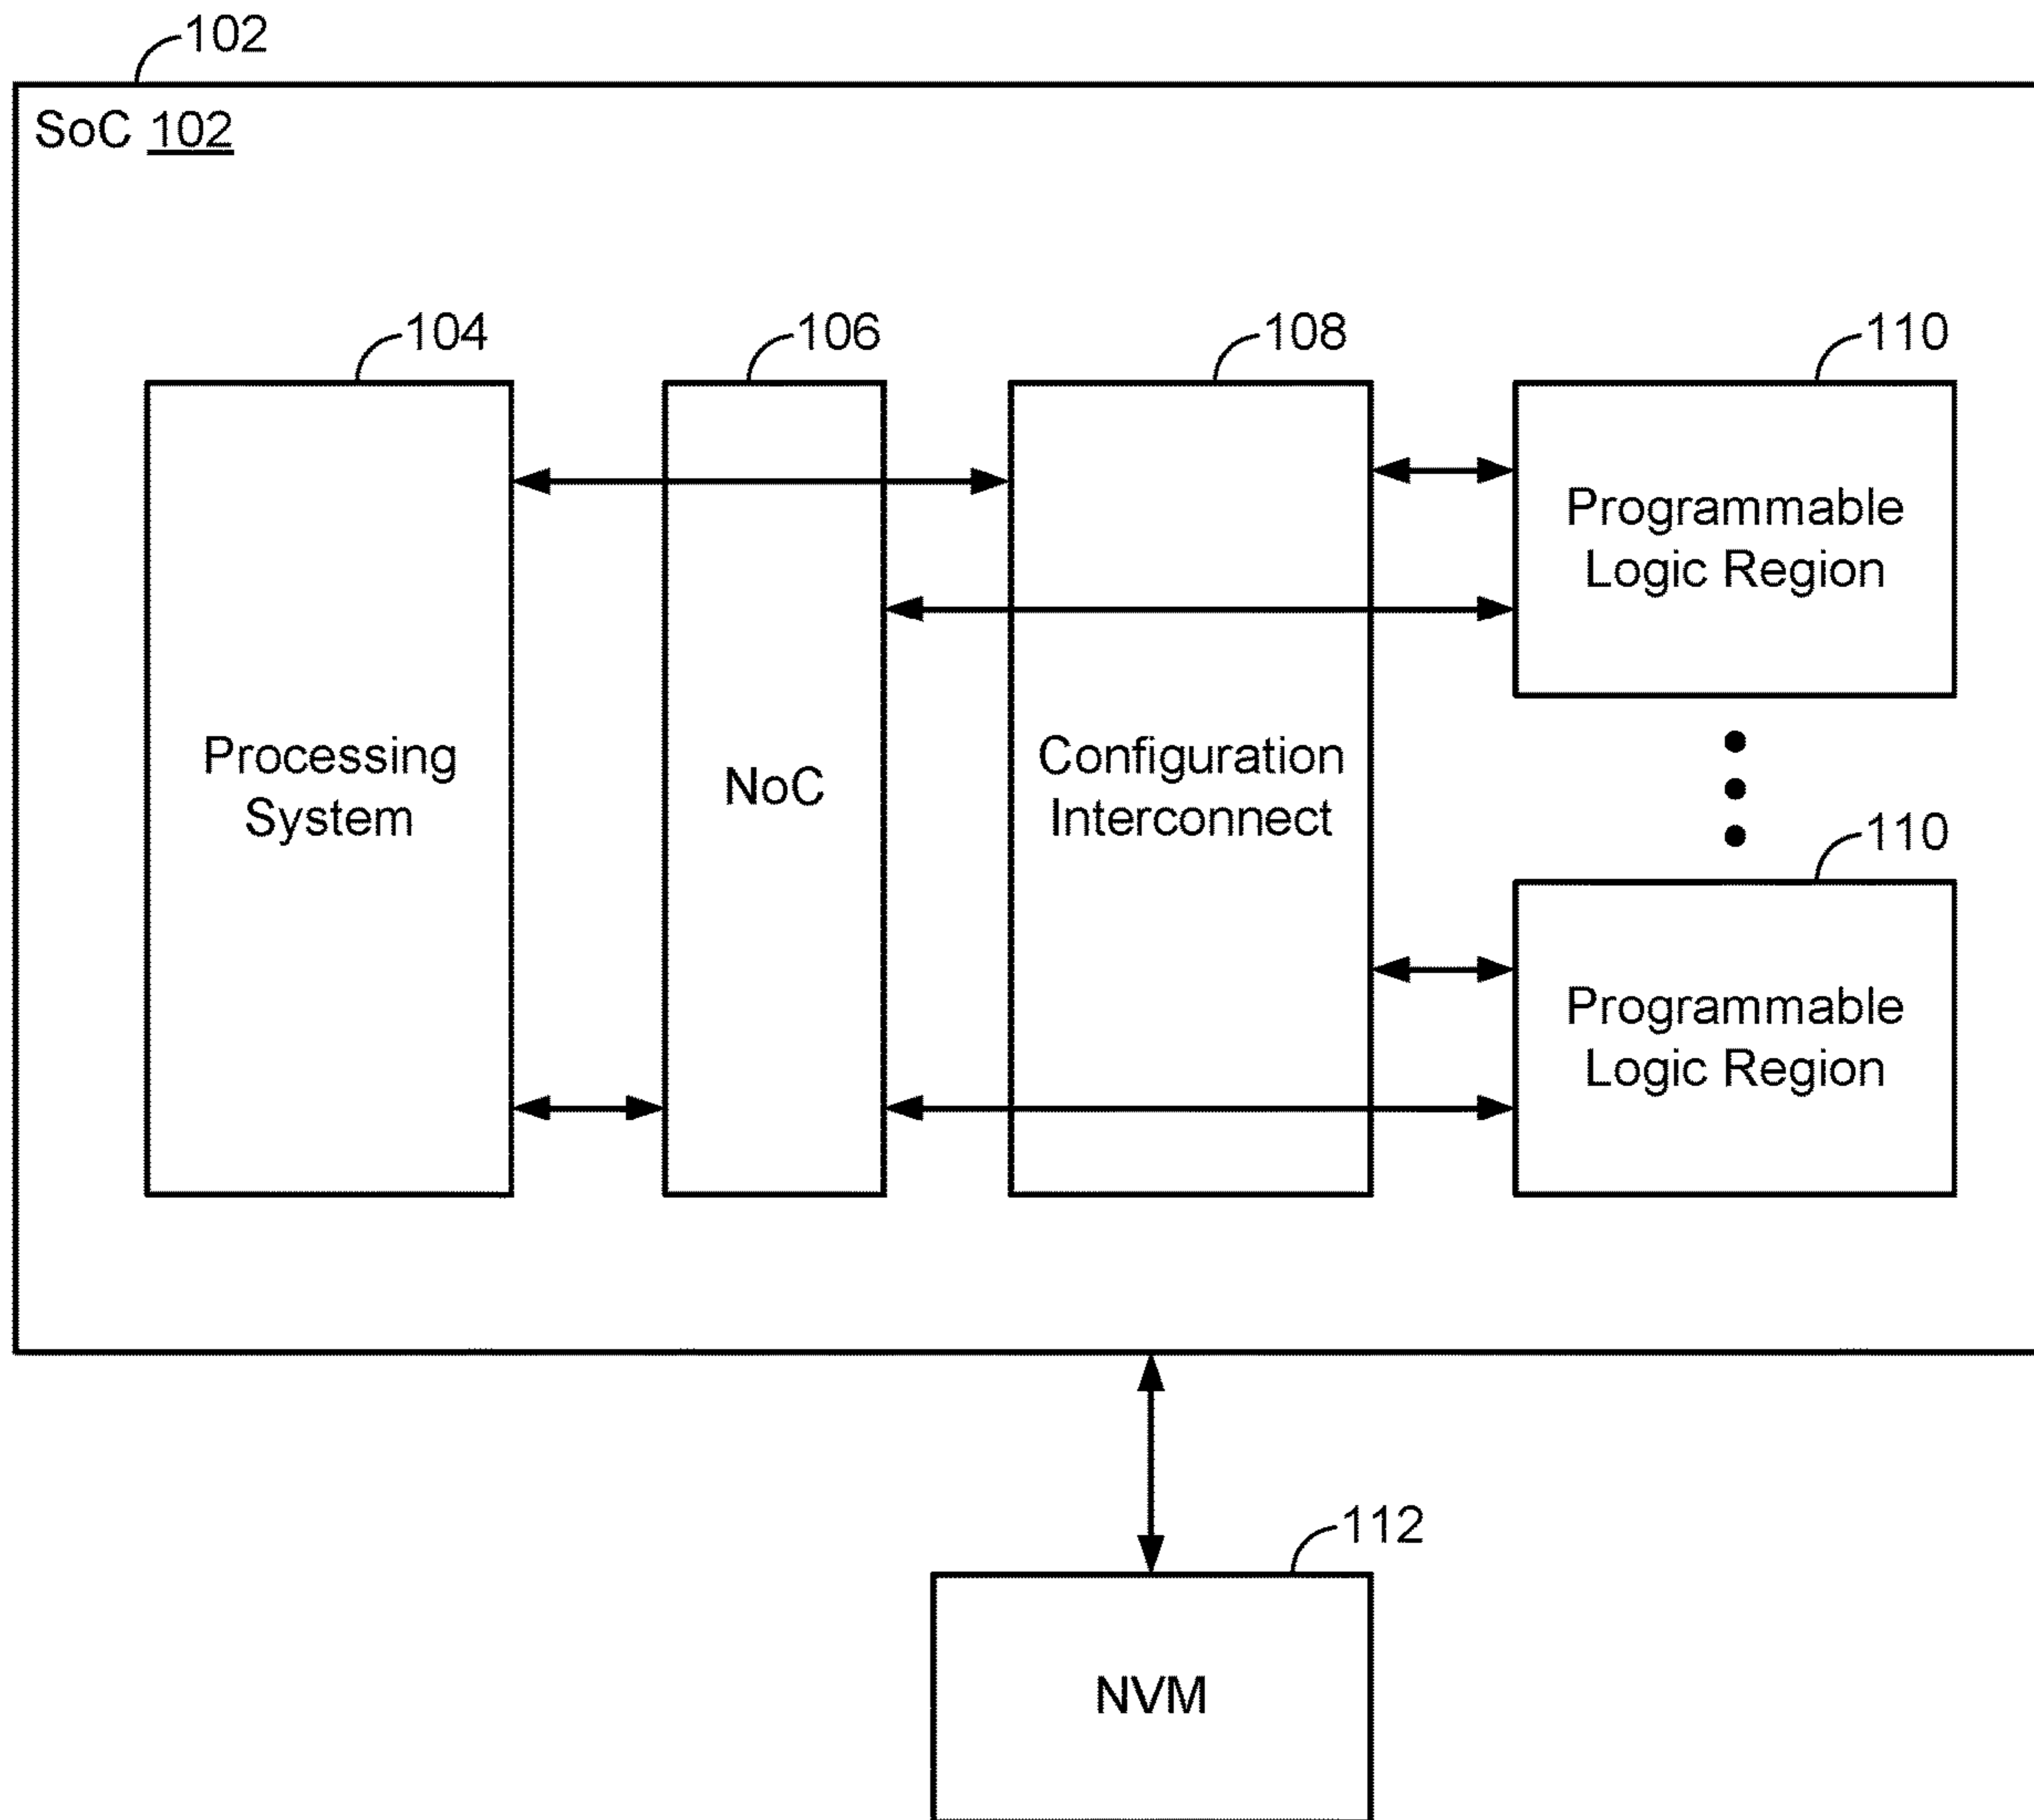 102
SoC 102
104
106
108
110
Processing
System
NoC
Configuration
Interconnect
Programmable
Logic Region
110
Programmable
Logic Region
112
NVM